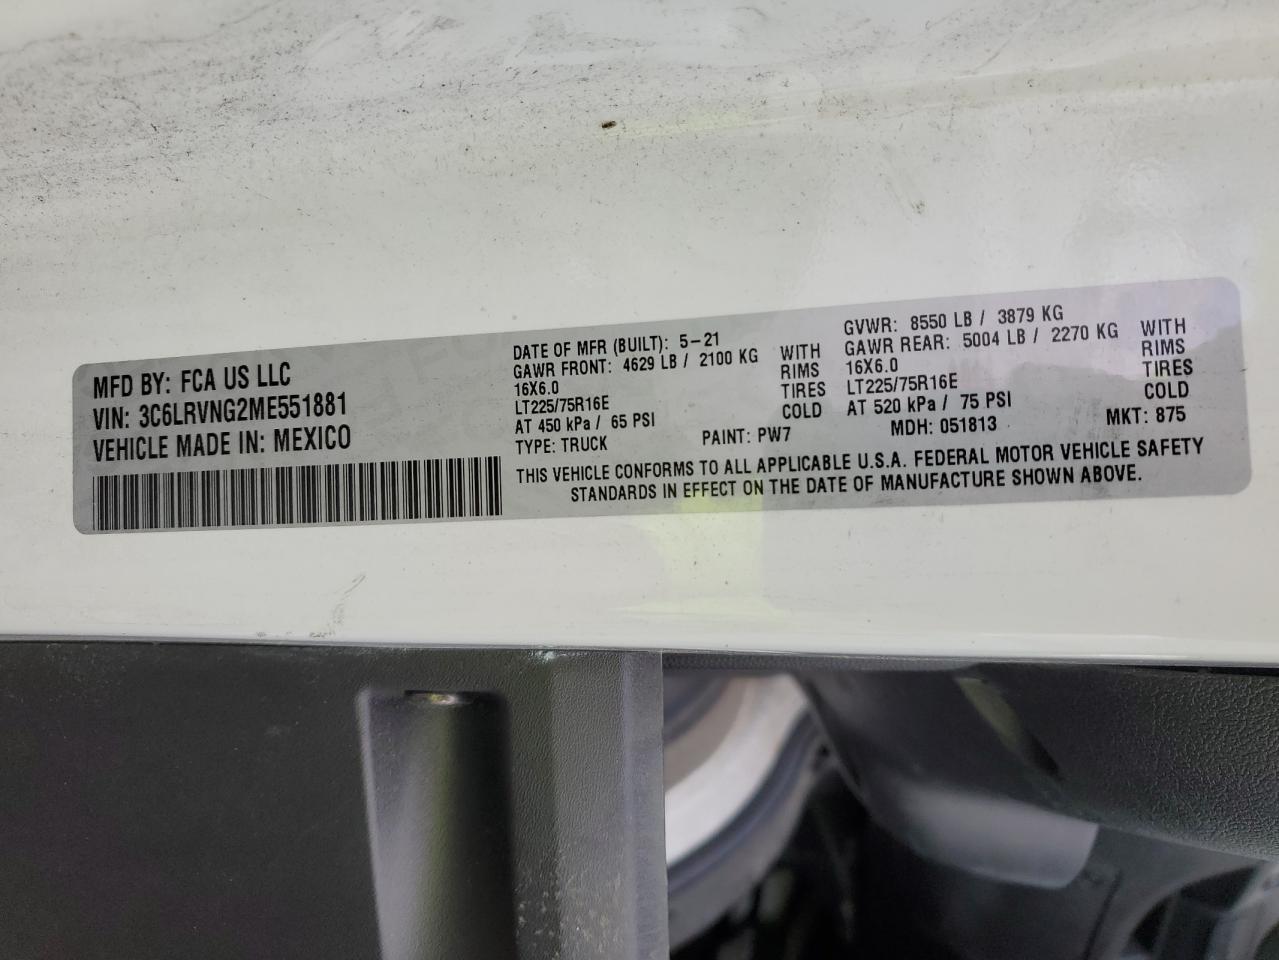 MFD BY: FCA US LLC
VIN: 3C6LRVNG2ME551881
VEHICLE MADE IN: MEXICO
DATE OF MFR (BUILT): 5-21
GAWR FRONT: 4629 LB / 2100 KG WITH
16X6.0 RIMS
LT225/75R16E TIRES
AT 450 kPa / 65 PSI COLD
TYPE: TRUCK PAINT: PW7
GVWR: 8550 LB / 3879 KG
GAWR REAR: 5004 LB / 2270 KG WITH
16X6.0 RIMS
LT225/75R16E TIRES
AT 520 kPa / 75 PSI COLD
MDH: 051813 MKT: 875
THIS VEHICLE CONFORMS TO ALL APPLICABLE U.S.A. FEDERAL MOTOR VEHICLE SAFETY
STANDARDS IN EFFECT ON THE DATE OF MANUFACTURE SHOWN ABOVE.